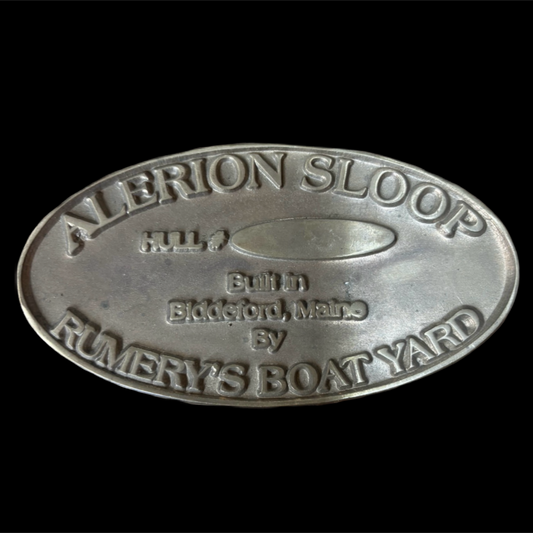 ALERION SLOOP
HULL #
Built in
Biddeford, Maine
By
RUMERY'S BOAT YARD